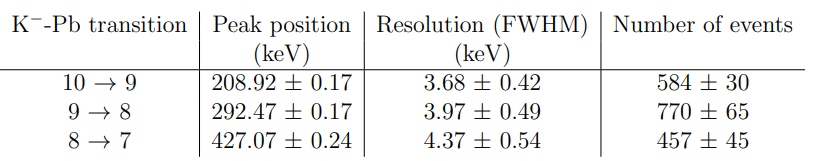 K⁻-Pb transition Peak position Resolution (FWHM) Number of events
(keV) (keV)
10 → 9 208.92 ± 0.17 3.68 ± 0.42 584 ± 30
9 → 8 292.47 ± 0.17 3.97 ± 0.49 770 ± 65
8 → 7 427.07 ± 0.24 4.37 ± 0.54 457 ± 45